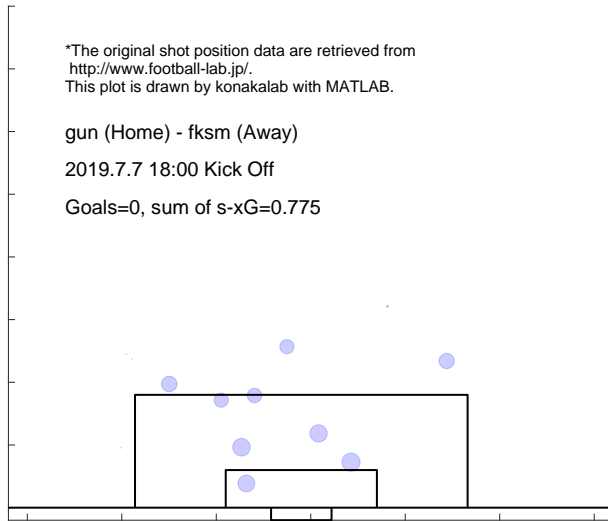 *The original shot position data are retrieved from
http://www.football-lab.jp/.
This plot is drawn by konakalab with MATLAB.
gun (Home) - fksm (Away)
2019.7.7 18:00 Kick Off
Goals=0, sum of s-xG=0.775